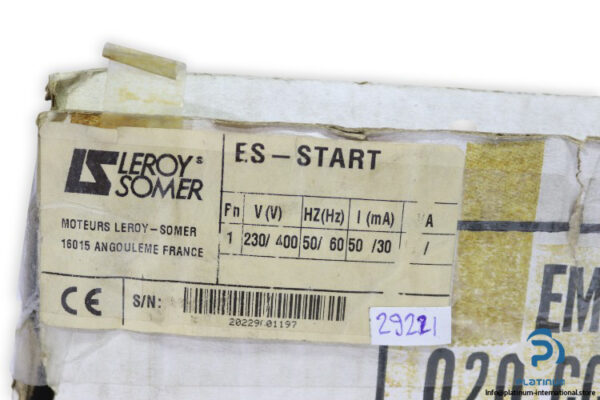 LEROY S
SOMER
MOTEURS LEROY-SOMER
16015 ANGOULEME FRANCE
ES-START
Fn V (V) HZ(Hz) I (mA) A
1 230/ 400 50/ 60 50 /30 /
CE S/N:
29221
EM
PLATINUM
info@platinum-international.store